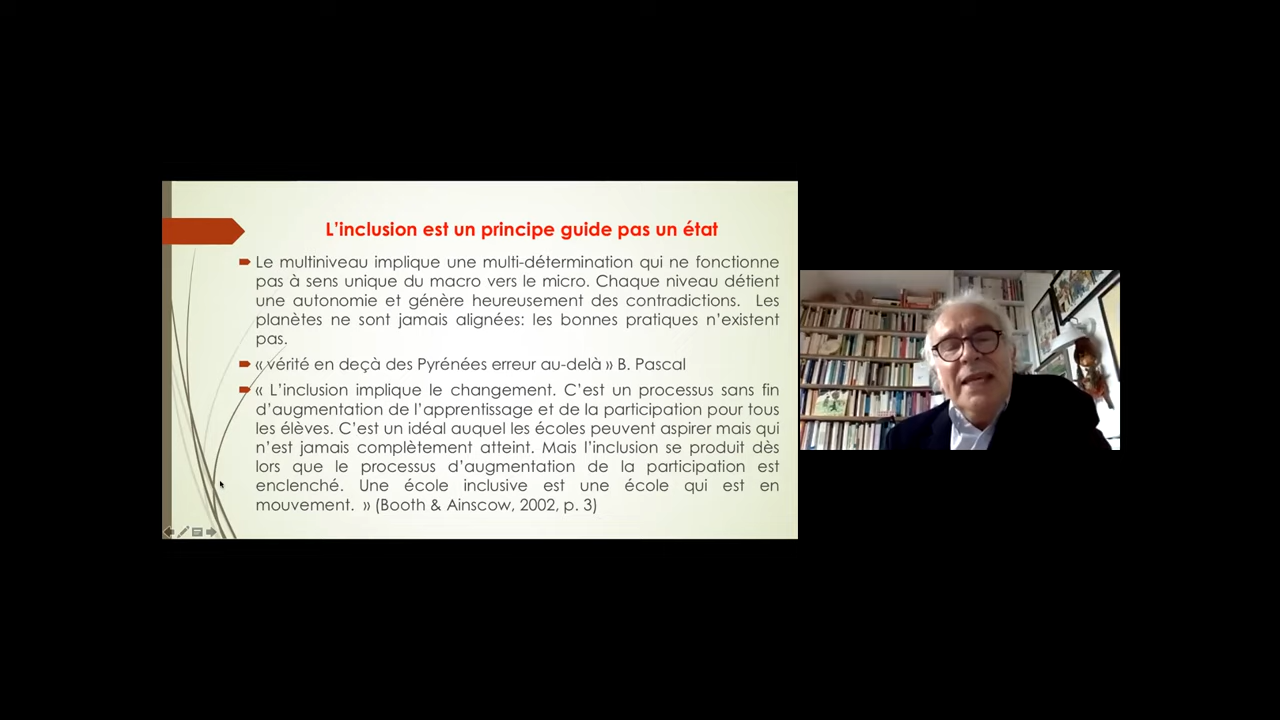 L'inclusion est un principe guide pas un état
Le multiniveau implique une multi-détermination qui ne fonctionne
pas à sens unique du macro vers le micro. Chaque niveau détient
une autonomie et génère heureusement des contradictions. Les
planètes ne sont jamais alignées: les bonnes pratiques n'existent
pas.
« vérité en deçà des Pyrénées erreur au-delà » B. Pascal
« L'inclusion implique le changement. C'est un processus sans fin
d'augmentation de l'apprentissage et de la participation pour tous
les élèves. C'est un idéal auquel les écoles peuvent aspirer mais qui
n'est jamais complètement atteint. Mais l'inclusion se produit dès
lors que le processus d'augmentation de la participation est
enclenché. Une école inclusive est une école qui est en
mouvement. » (Booth & Ainscow, 2002, p. 3)